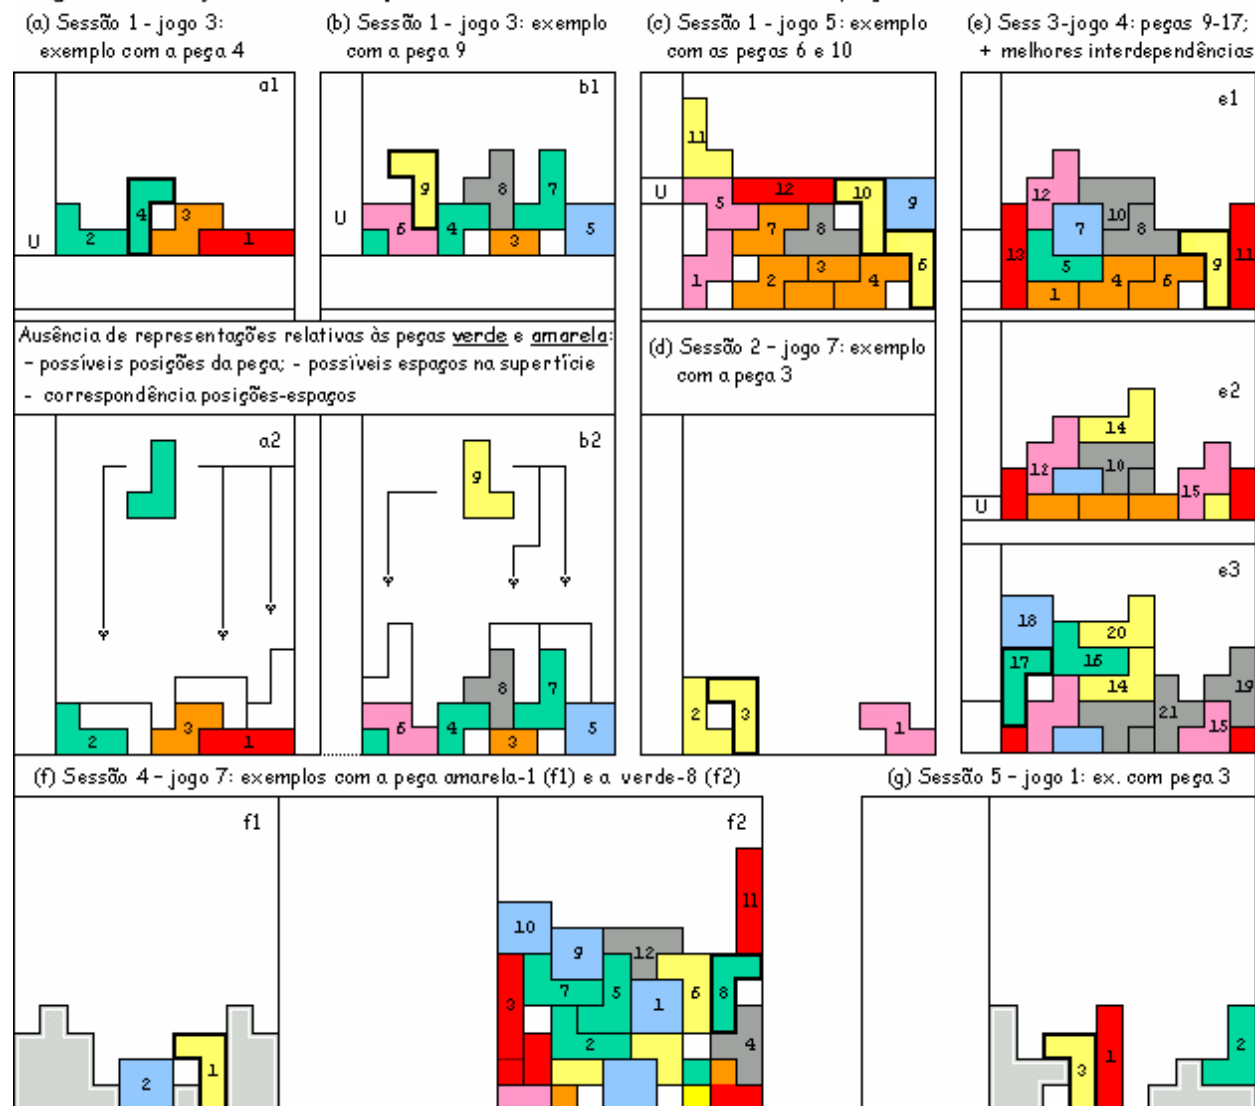 (a) Sessão 1 - jogo 3:
exemplo com a peça 4
(b) Sessão 1 - jogo 3: exemplo
com a peça 9
(c) Sessão 1 - jogo 5: exemplo
com as peças 6 e 10
(e) Sess 3-jogo 4: peças 9-17;
+ melhores interdependências
a1
4
3
2
1
U
b1
9
8
7
6
4
5
3
U
c1
11
U
5
12
10
9
7
8
1
2
3
4
6
e1
12
10
7
8
13
5
9
11
1
4
6
Ausência de representações relativas às peças verde e amarela:
- possíveis posições da peça; - possíveis espaços na superfície
- correspondência posições-espaços
(d) Sessão 2 - jogo 7: exemplo
com a peça 3
e2
14
12
10
15
U
a2
3
2
1
b2
9
8
7
6
4
5
3
2
3
1
e3
18
20
17
16
14
19
21
15
(f) Sessão 4 - jogo 7: exemplos com a peça amarela-1 (f1) e a verde-8 (f2)
(g) Sessão 5 - jogo 1: ex. com peça 3
f1
1
2
f2
11
10
9
12
7
5
6
8
3
1
2
4
1
3
2